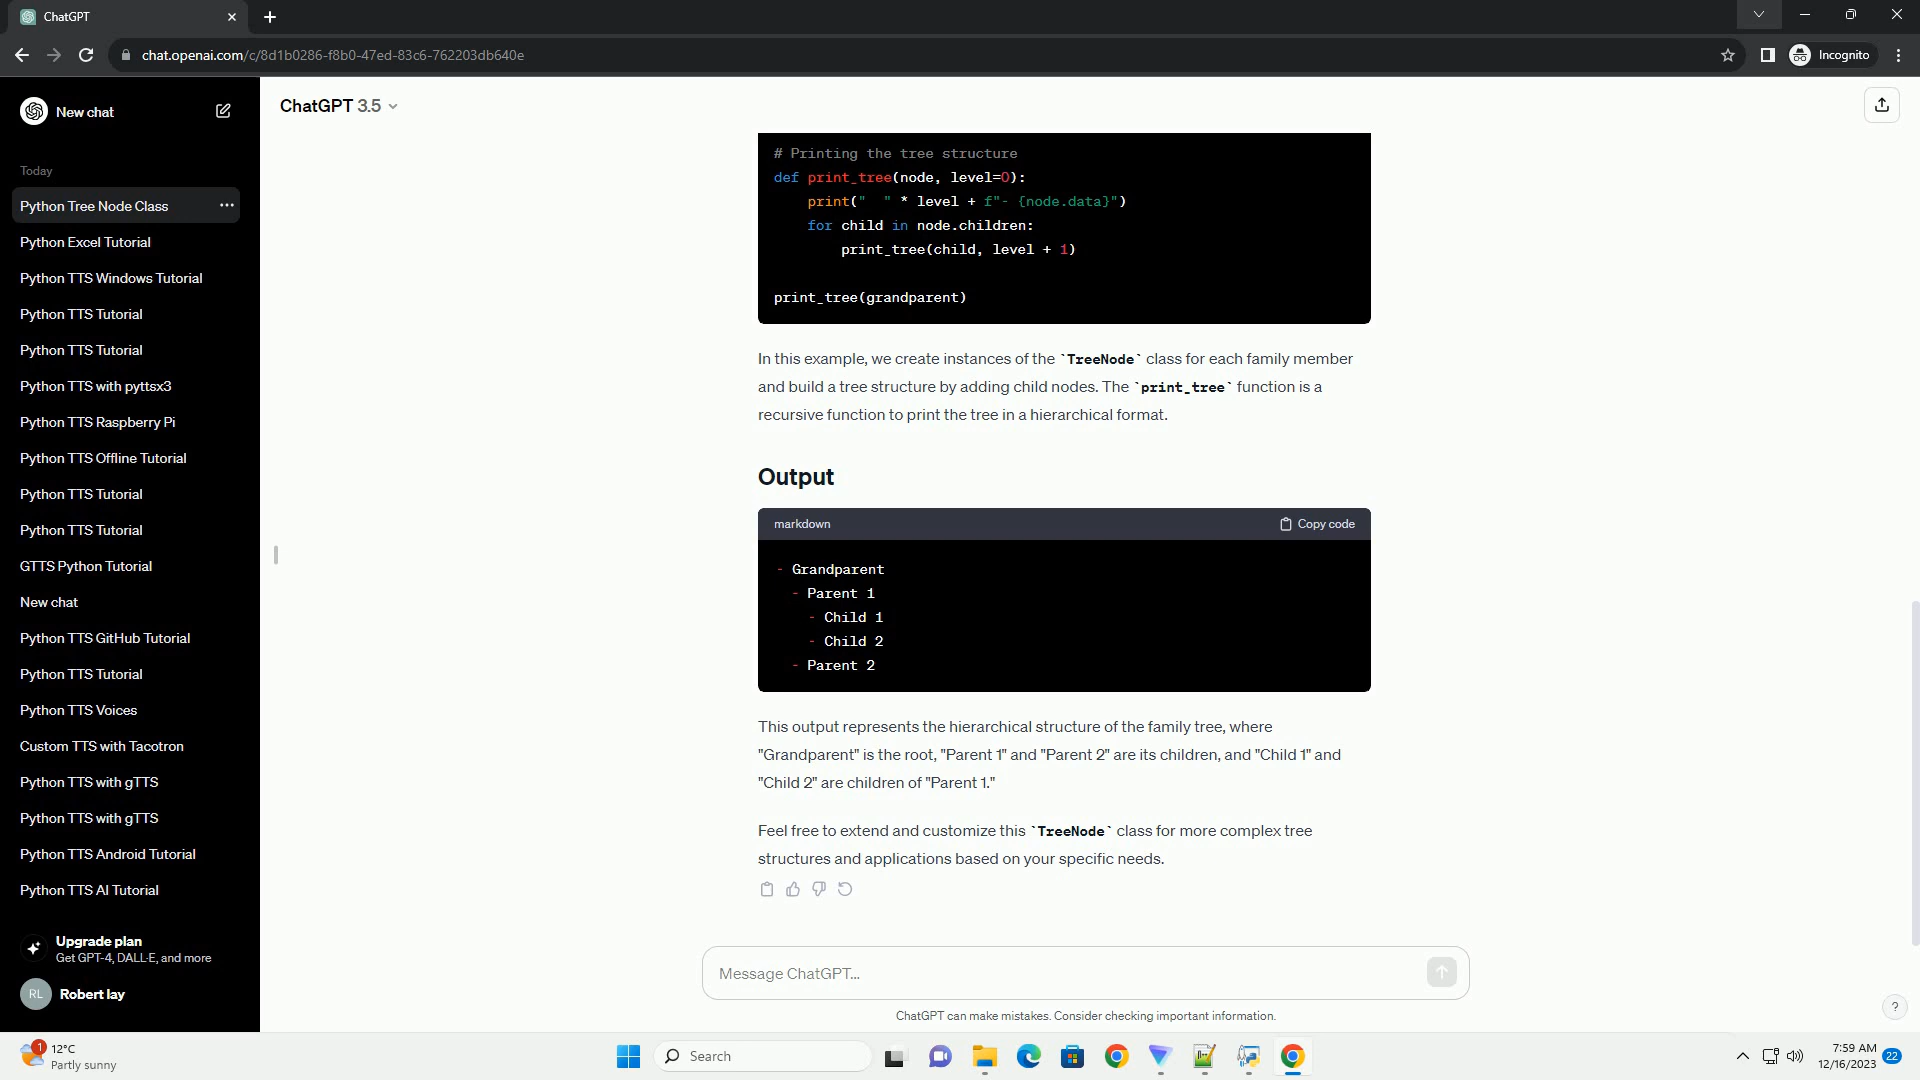 ChatGPT
chat.openai.com/c/8d1b0286-f8b0-47ed-83c6-762203db640e
Incognito
New chat
Today
Python Tree Node Class
Python Excel Tutorial
Python TTS Windows Tutorial
Python TTS Tutorial
Python TTS Tutorial
Python TTS with pyttsx3
Python TTS Raspberry Pi
Python TTS Offline Tutorial
Python TTS Tutorial
Python TTS Tutorial
GTTS Python Tutorial
New chat
Python TTS GitHub Tutorial
Python TTS Tutorial
Python TTS Voices
Custom TTS with Tacotron
Python TTS with gTTS
Python TTS with gTTS
Python TTS Android Tutorial
Python TTS AI Tutorial
Upgrade plan
Get GPT-4, DALL·E, and more
RL Robert lay
ChatGPT 3.5
# Printing the tree structure
def print_tree(node, level=0):
    print("  " * level + f"- {node.data}")
    for child in node.children:
        print_tree(child, level + 1)
print_tree(grandparent)
In this example, we create instances of the `TreeNode` class for each family member
and build a tree structure by adding child nodes. The `print_tree` function is a
recursive function to print the tree in a hierarchical format.
Output
markdown Copy code
- Grandparent
  - Parent 1
    - Child 1
    - Child 2
  - Parent 2
This output represents the hierarchical structure of the family tree, where
"Grandparent" is the root, "Parent 1" and "Parent 2" are its children, and "Child 1" and
"Child 2" are children of "Parent 1."
Feel free to extend and customize this `TreeNode` class for more complex tree
structures and applications based on your specific needs.
Message ChatGPT...
ChatGPT can make mistakes. Consider checking important information.
?
1
12°C
Partly sunny
Search
7:59 AM
12/16/2023
22